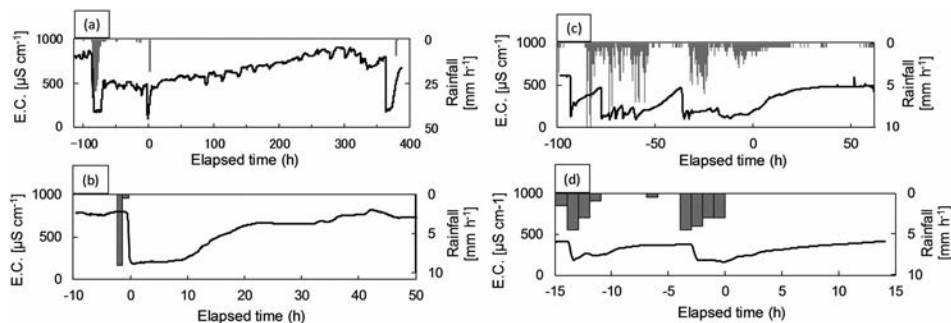 (a)
E.C. [µS cm⁻¹]
1000
500
0
0
25
50
Rainfall
[mm h⁻¹]
-100 0 100 200 300 400
Elapsed time (h)
(c)
E.C. [µS cm⁻¹]
1000
500
0
0
5
10
Rainfall
[mm h⁻¹]
-50 0 50
Elapsed time (h)
(b)
E.C. [µS cm⁻¹]
1000
500
0
0
5
10
Rainfall
[mm h⁻¹]
-10 0 10 20 30 40 50
Elapsed time (h)
(d)
E.C. [µS cm-1]
1000
500
0
0
5
10
Rainfall
[mm h⁻¹]
-15 -10 -5 0 5 10 15
Elapsed time (h)